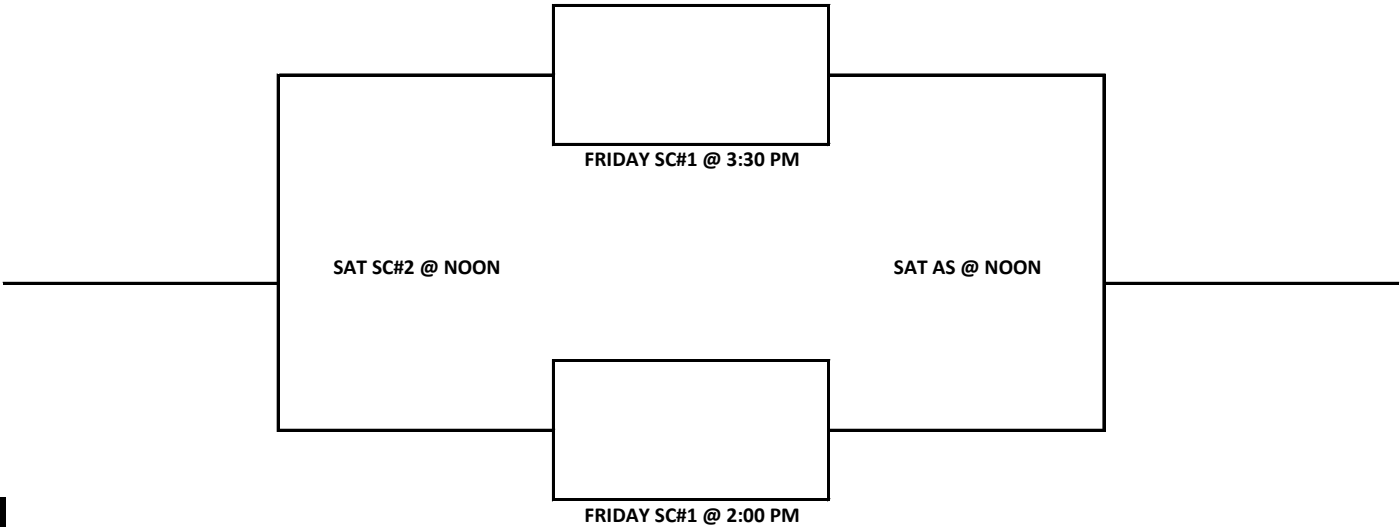 FRIDAY SC#1 @ 3:30 PM
SAT SC#2 @ NOON
SAT AS @ NOON
FRIDAY SC#1 @ 2:00 PM